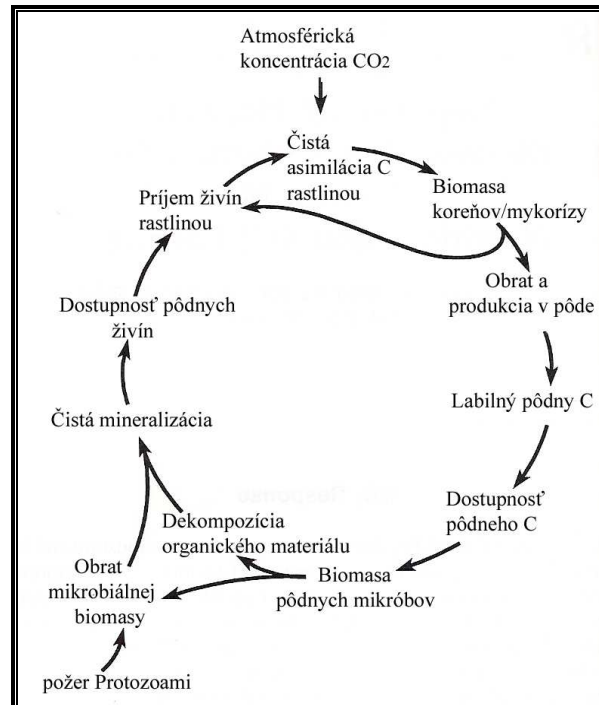 Atmosférická
koncentrácia CO2
Čistá
asimilácia C
rastlinou
Biomasa
koreňov/mykorízy
Príjem živín
rastlinou
Obrat a
produkcia v pôde
Dostupnosť pôdnych
živín
Labilný pôdny C
Čistá mineralizácia
Dostupnosť
pôdneho C
Dekompozícia
organického materiálu
Biomasa
pôdnych mikróbov
Obrat
mikrobiálnej
biomasy
požer Protozoami